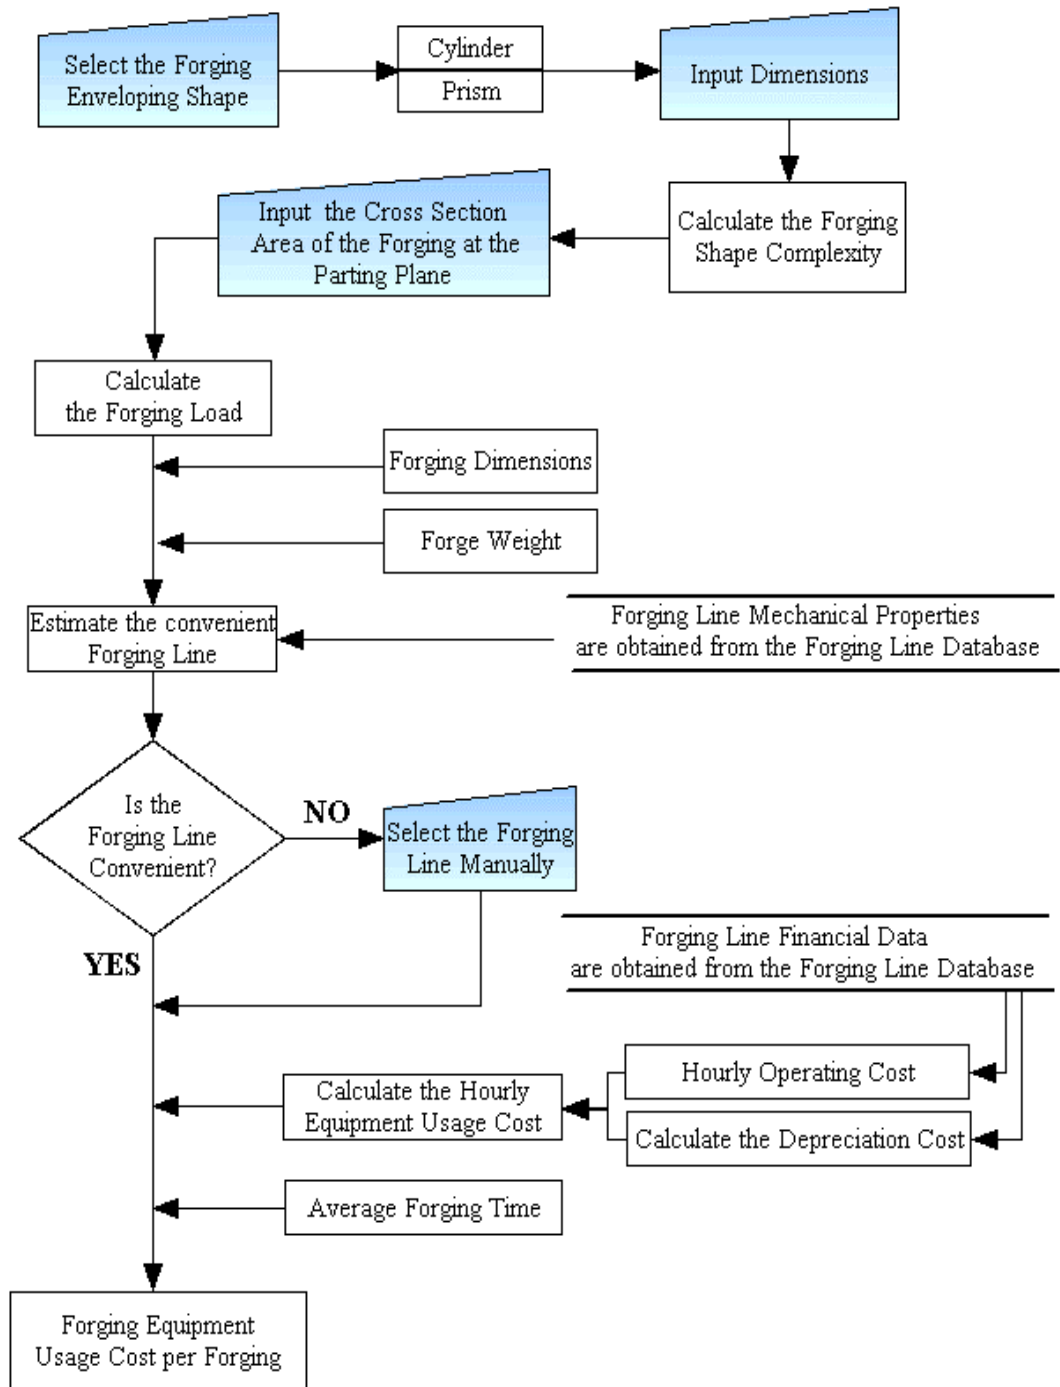 Select the Forging
Enveloping Shape
Cylinder
Prism
Input Dimensions
Calculate the Forging
Shape Complexity
Input the Cross Section
Area of the Forging at the
Parting Plane
Calculate
the Forging Load
Forging Dimensions
Forge Weight
Estimate the convenient
Forging Line
Forging Line Mechanical Properties
are obtained from the Forging Line Database
Is the
Forging Line
Convenient?
NO
Select the Forging
Line Manually
YES
Forging Line Financial Data
are obtained from the Forging Line Database
Hourly Operating Cost
Calculate the Depreciation Cost
Calculate the Hourly
Equipment Usage Cost
Average Forging Time
Forging Equipment
Usage Cost per Forging